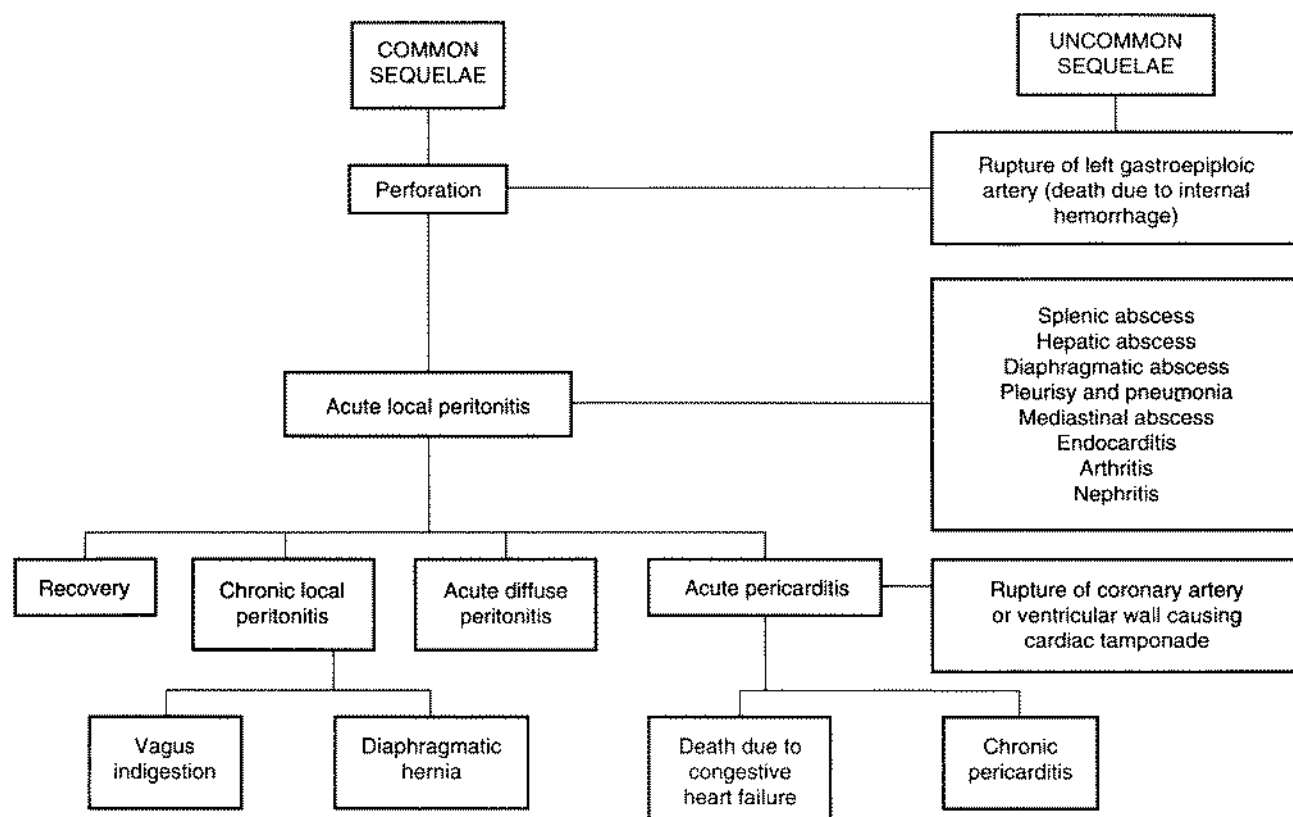 COMMON
SEQUELAE
UNCOMMON
SEQUELAE
Perforation
Rupture of left gastroepiploic
artery (death due to internal
hemorrhage)
Acute local peritonitis
Splenic abscess
Hepatic abscess
Diaphragmatic abscess
Pleurisy and pneumonia
Mediastinal abscess
Endocarditis
Arthritis
Nephritis
Recovery
Chronic local
peritonitis
Acute diffuse
peritonitis
Acute pericarditis
Rupture of coronary artery
or ventricular wall causing
cardiac tamponade
Vagus
indigestion
Diaphragmatic
hernia
Death due to
congestive
heart failure
Chronic
pericarditis